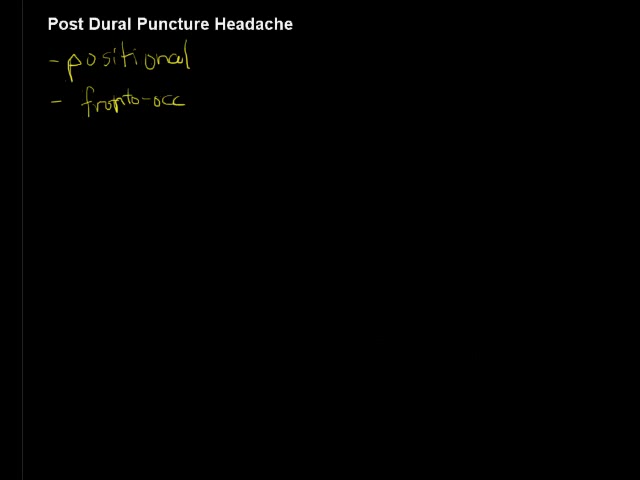 Post Dural Puncture Headache
- positional
- fronto-occ